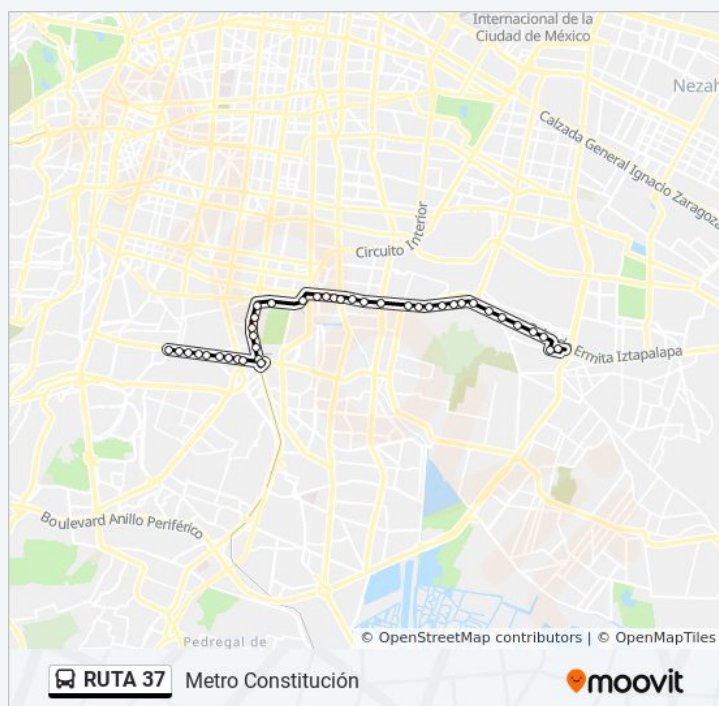 Internacional de la
Ciudad de México
Nezah
Calzada General Ignacio Zaragoza
Circuito Interior
Ermita Iztapalapa
Boulevard Anillo Periférico
Pedregal de
© OpenStreetMap contributors | © OpenMapTiles
RUTA 37 Metro Constitución
moovit